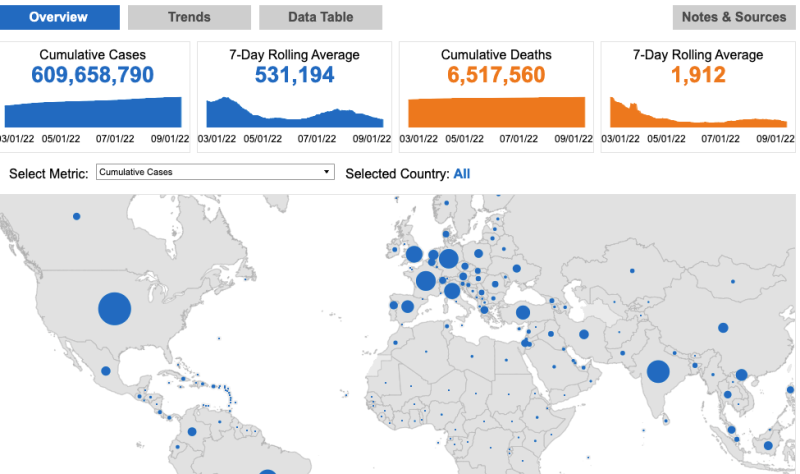 Overview
Trends
Data Table
Notes & Sources
Cumulative Cases
609,658,790
03/01/22 05/01/22 07/01/22 09/01/22
7-Day Rolling Average
531,194
03/01/22 05/01/22 07/01/22 09/01/22
Cumulative Deaths
6,517,560
03/01/22 05/01/22 07/01/22 09/01/22
7-Day Rolling Average
1,912
03/01/22 05/01/22 07/01/22 09/01/22
Select Metric: Cumulative Cases
Selected Country: All